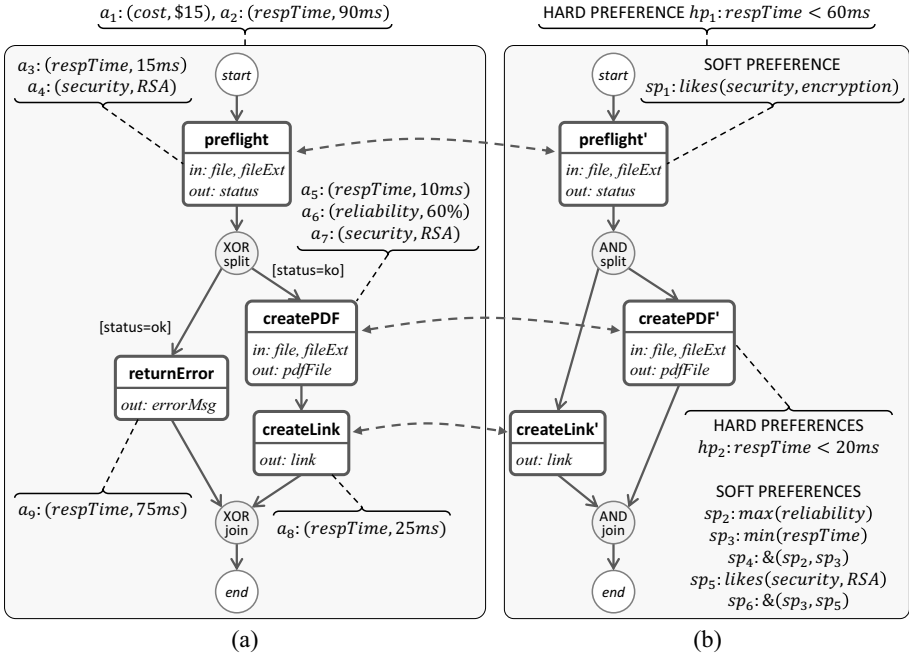 a₁: (cost, $15), a₂: (respTime, 90ms)
a₃: (respTime, 15ms)
a₄: (security, RSA)
start
preflight
in: file, fileExt
out: status
a₅: (respTime, 10ms)
a₆: (reliability, 60%)
a₇: (security, RSA)
XOR
split
[status=ko]
[status=ok]
createPDF
in: file, fileExt
out: pdfFile
returnError
out: errorMsg
createLink
out: link
a₉: (respTime, 75ms)
XOR
join
a₈: (respTime, 25ms)
end
(a)
HARD PREFERENCE hp₁: respTime < 60ms
start
SOFT PREFERENCE
sp₁: likes(security, encryption)
preflight'
in: file, fileExt
out: status
AND
split
createPDF'
in: file, fileExt
out: pdfFile
createLink'
out: link
HARD PREFERENCES
hp₂: respTime < 20ms
AND
join
SOFT PREFERENCES
sp₂: max(reliability)
sp₃: min(respTime)
sp₄: &(sp₂, sp₃)
sp₅: likes(security, RSA)
sp₆: &(sp₃, sp₅)
end
(b)